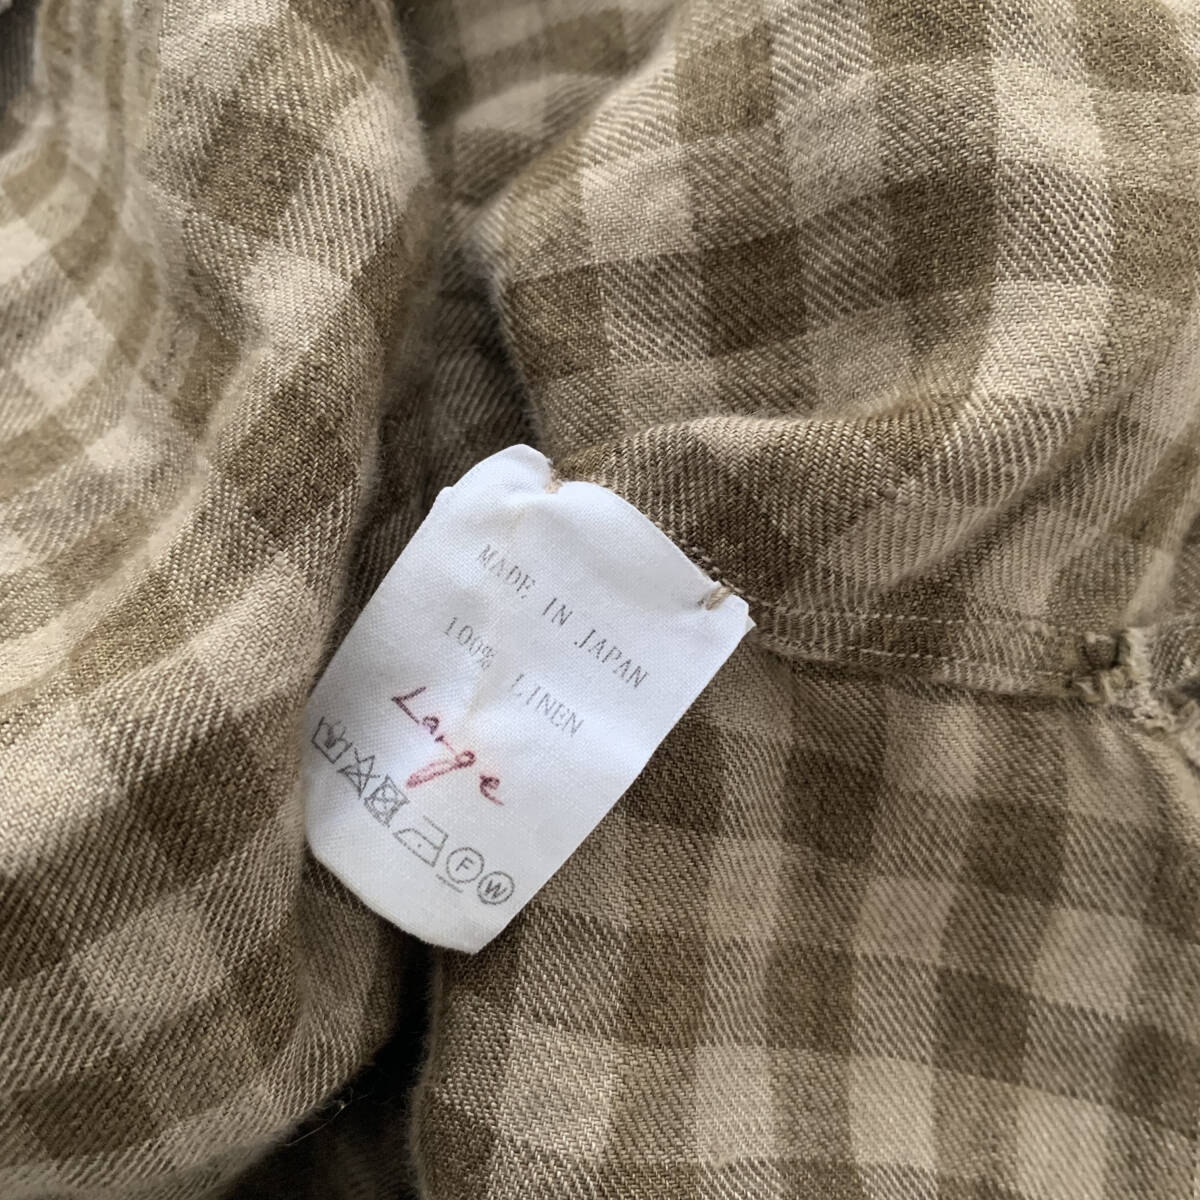 MADE IN JAPAN
100% LINEN
Large
F W